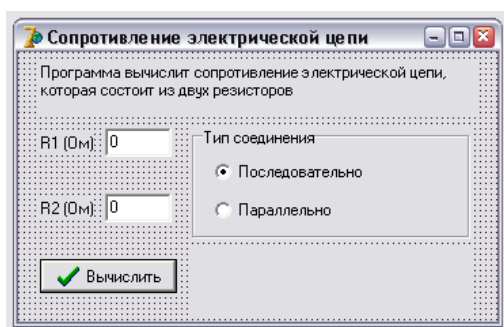 Сопротивление электрической цепи
Программа вычислит сопротивление электрической цепи,
которая состоит из двух резисторов
R1 (Ом): 0
Тип соединения
Последовательно
R2 (Ом): 0
Параллельно
Вычислить